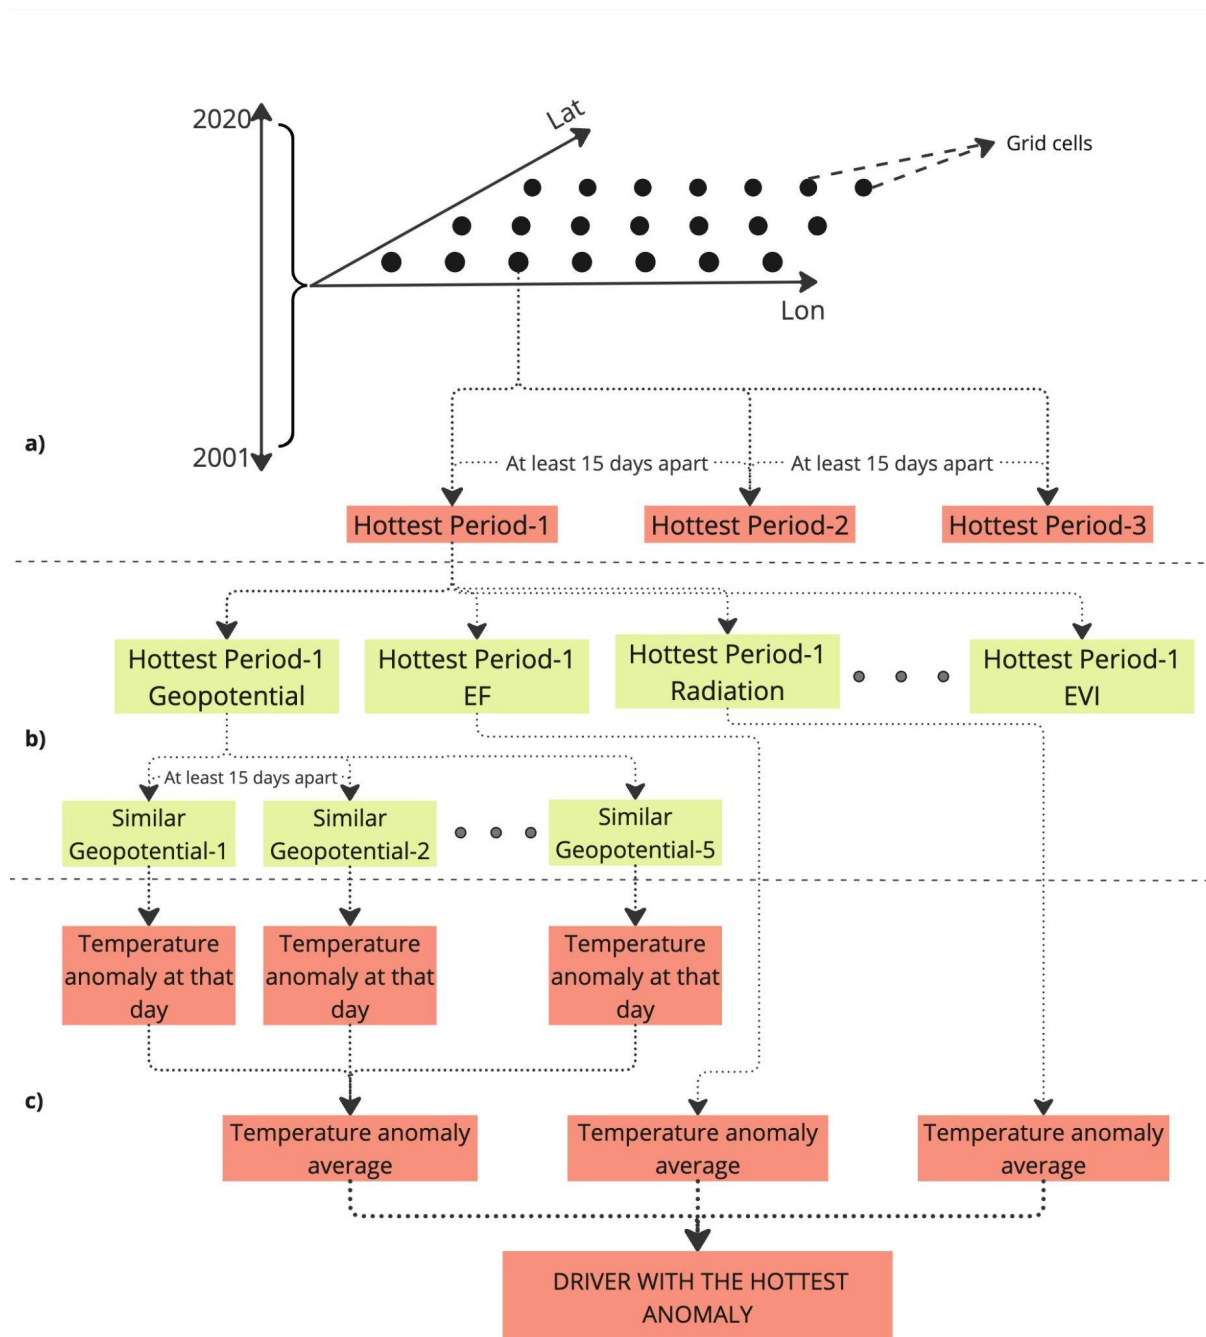 2020
Lat
Grid cells
Lon
a)
2001
At least 15 days apart
At least 15 days apart
Hottest Period-1
Hottest Period-2
Hottest Period-3
Hottest Period-1
Geopotential
Hottest Period-1
EF
Hottest Period-1
Radiation
Hottest Period-1
EVI
b)
At least 15 days apart
Similar
Geopotential-1
Similar
Geopotential-2
Similar
Geopotential-5
Temperature
anomaly at that
day
Temperature
anomaly at that
day
Temperature
anomaly at that
day
c)
Temperature anomaly
average
Temperature anomaly
average
Temperature anomaly
average
DRIVER WITH THE HOTTEST
ANOMALY